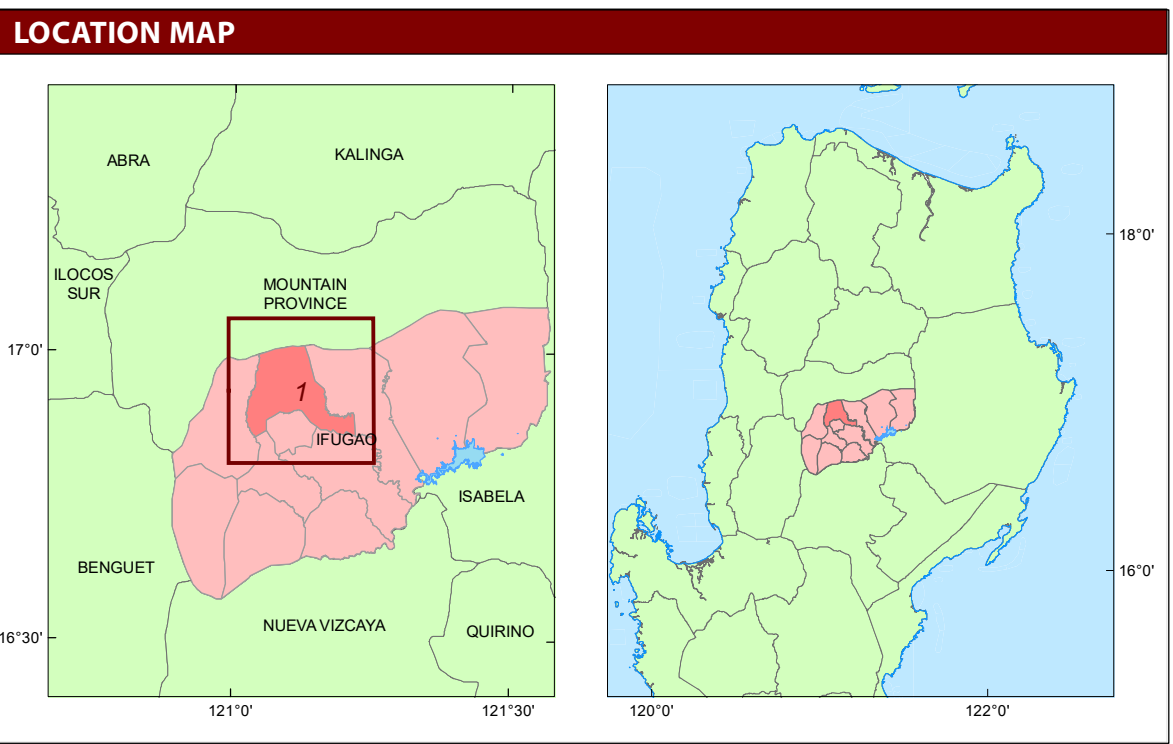 LOCATION MAP
ABRA
KALINGA
ILOCOS
SUR
MOUNTAIN
PROVINCE
17°0'
1
IFUGAO
ISABELA
BENGUET
NUEVA VIZCAYA
QUIRINO
16°30'
121°0'
121°30'
18°0'
16°0'
120°0'
122°0'